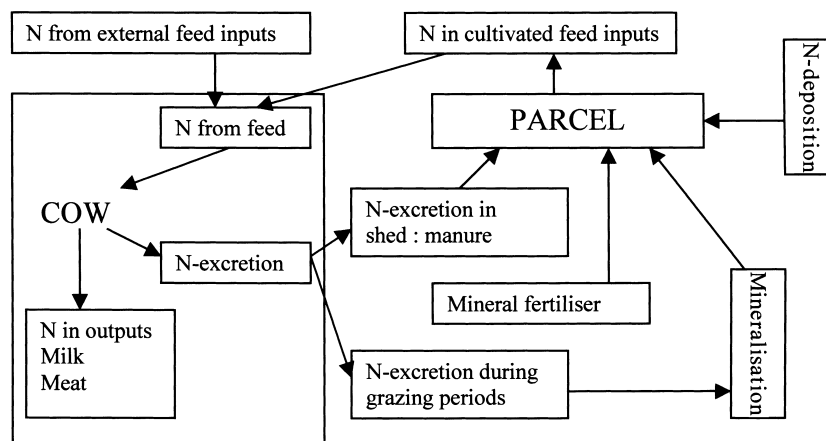 N from external feed inputs
N in cultivated feed inputs
N-deposition
N from feed
PARCEL
COW
N-excretion in
shed : manure
N-excretion
Mineral fertiliser
Mineralisation
N in outputs
Milk
Meat
N-excretion during
grazing periods